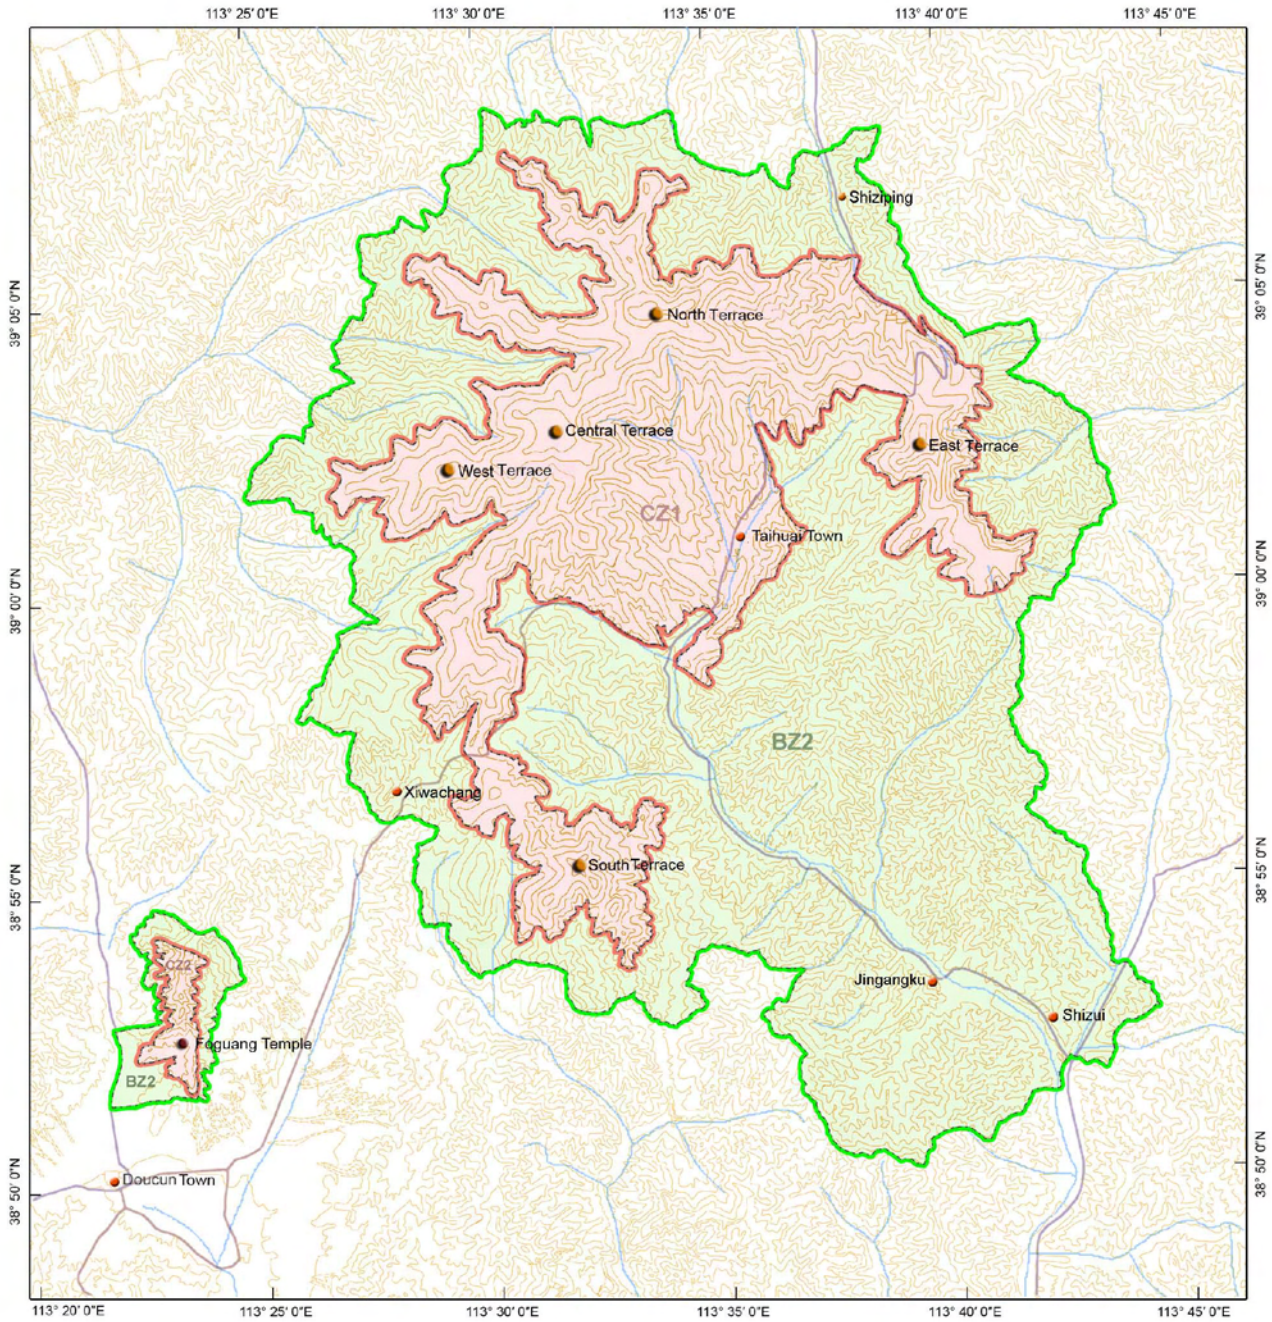 113° 25' 0"E
113° 30' 0"E
113° 35' 0"E
113° 40' 0"E
113° 45' 0"E
Shiziping
39° 05' 0"N
39° 05' 0"N
North Terrace
Central Terrace
East Terrace
West Terrace
CZ1
Taihuai Town
39° 00' 0"N
39° 00' 0"N
BZ2
Xiwachang
South Terrace
38° 55' 0"N
38° 55' 0"N
CZ2
Jingangku
Shizui
Foguang Temple
BZ2
Doucun Town
38° 50' 0"N
38° 50' 0"N
113° 20' 0"E
113° 25' 0"E
113° 30' 0"E
113° 35' 0"E
113° 40' 0"E
113° 45' 0"E